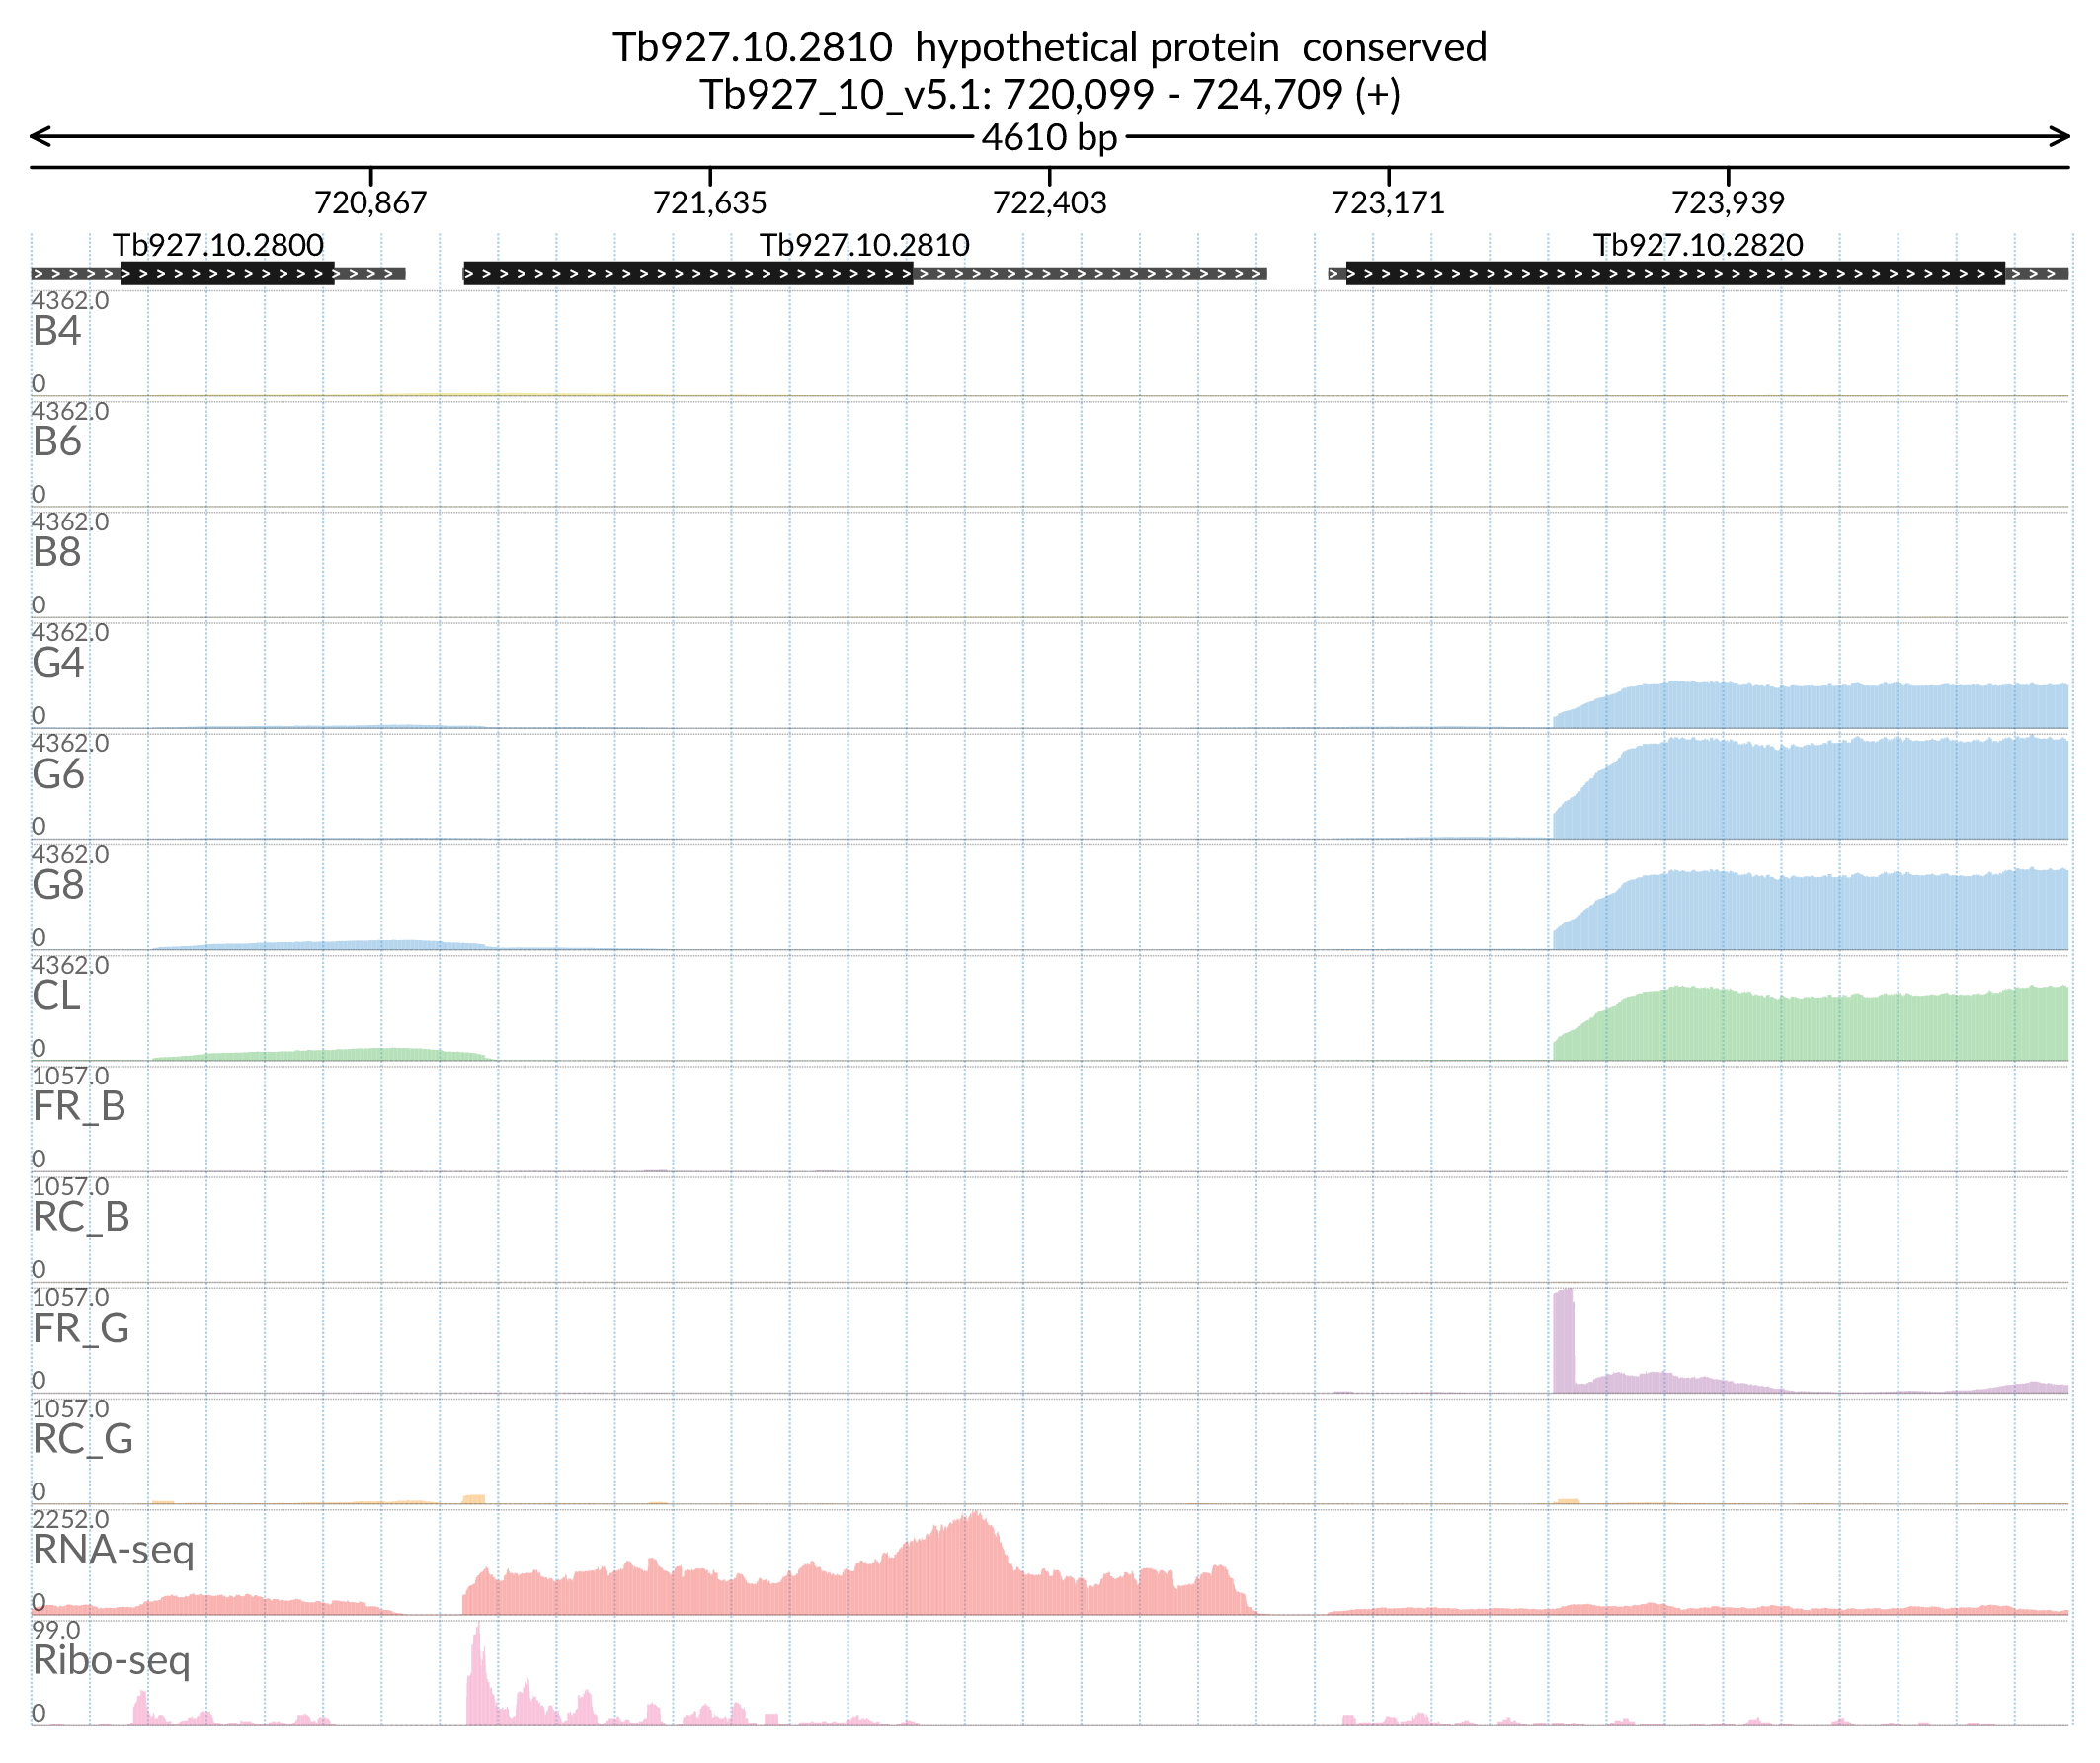 Tb927.10.2810  hypothetical protein  conserved
Tb927_10_v5.1: 720,099 - 724,709 (+)
4610 bp
720,867 721,635 722,403 723,171 723,939
Tb927.10.2800 Tb927.10.2810 Tb927.10.2820
4362.0
B4
0
4362.0
B6
0
4362.0
B8
0
4362.0
G4
0
4362.0
G6
0
4362.0
G8
0
4362.0
CL
0
1057.0
FR_B
0
1057.0
RC_B
0
1057.0
FR_G
0
1057.0
RC_G
0
2252.0
RNA-seq
0
99.0
Ribo-seq
0